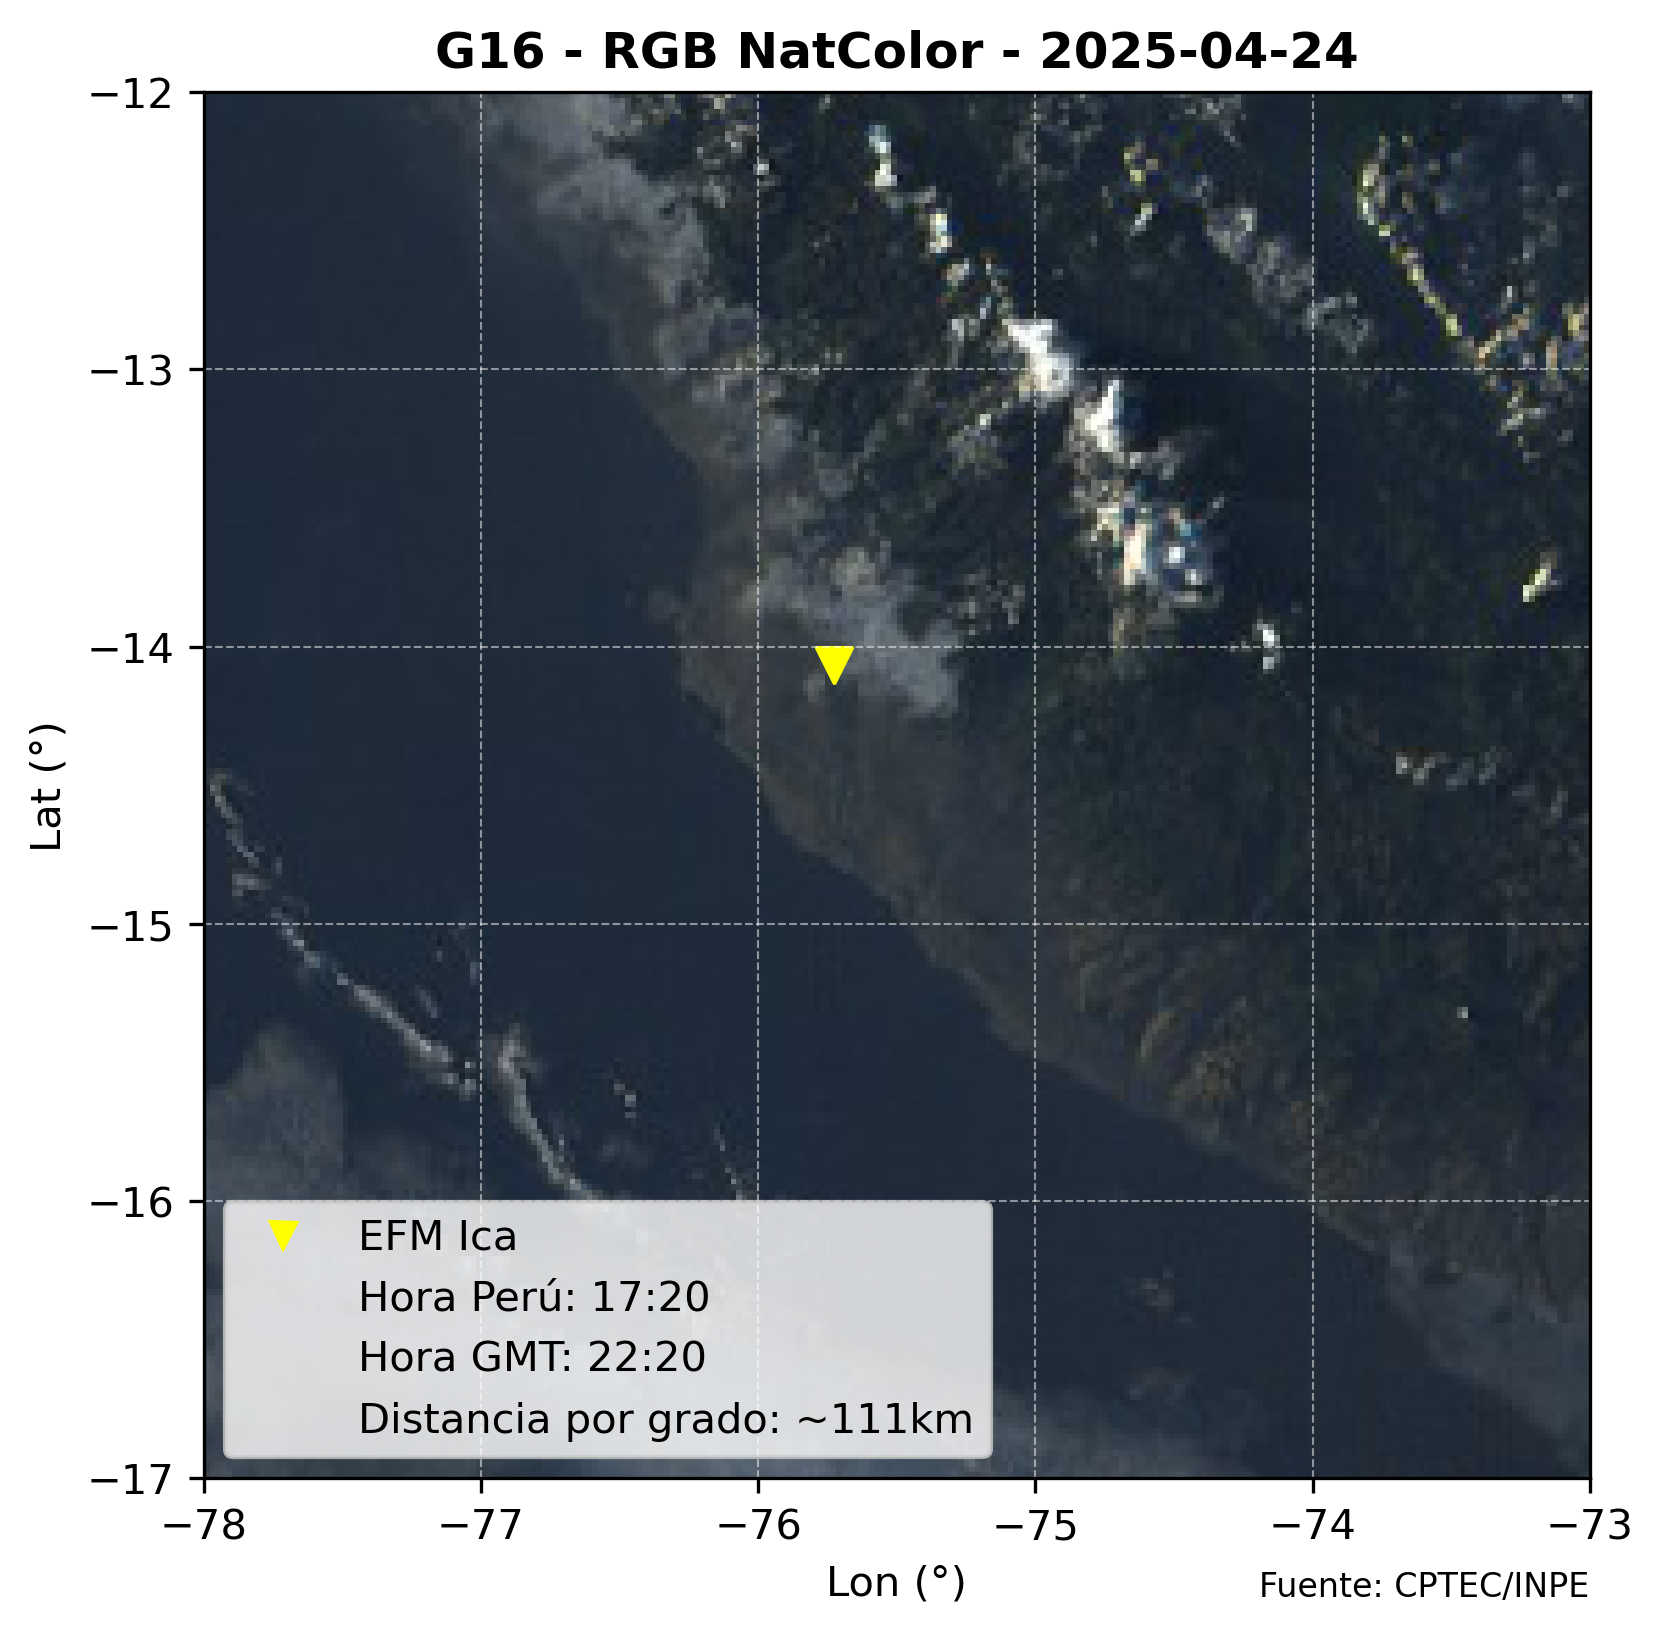 G16 - RGB NatColor - 2025-04-24
−12
−13
−14
−15
−16
−17
Lat (°)
EFM Ica
Hora Perú: 17:20
Hora GMT: 22:20
Distancia por grado: ~111km
−78 −77 −76 −75 −74 −73
Lon (°)
Fuente: CPTEC/INPE